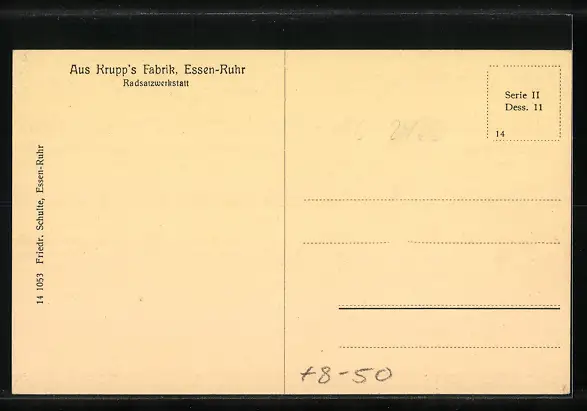 Aus Krupp's Fabrik, Essen-Ruhr
Radsatzwerkstatt
Serie II
Dess. 11
14
14 1053 Friedr. Schulte, Essen-Ruhr
+8-50